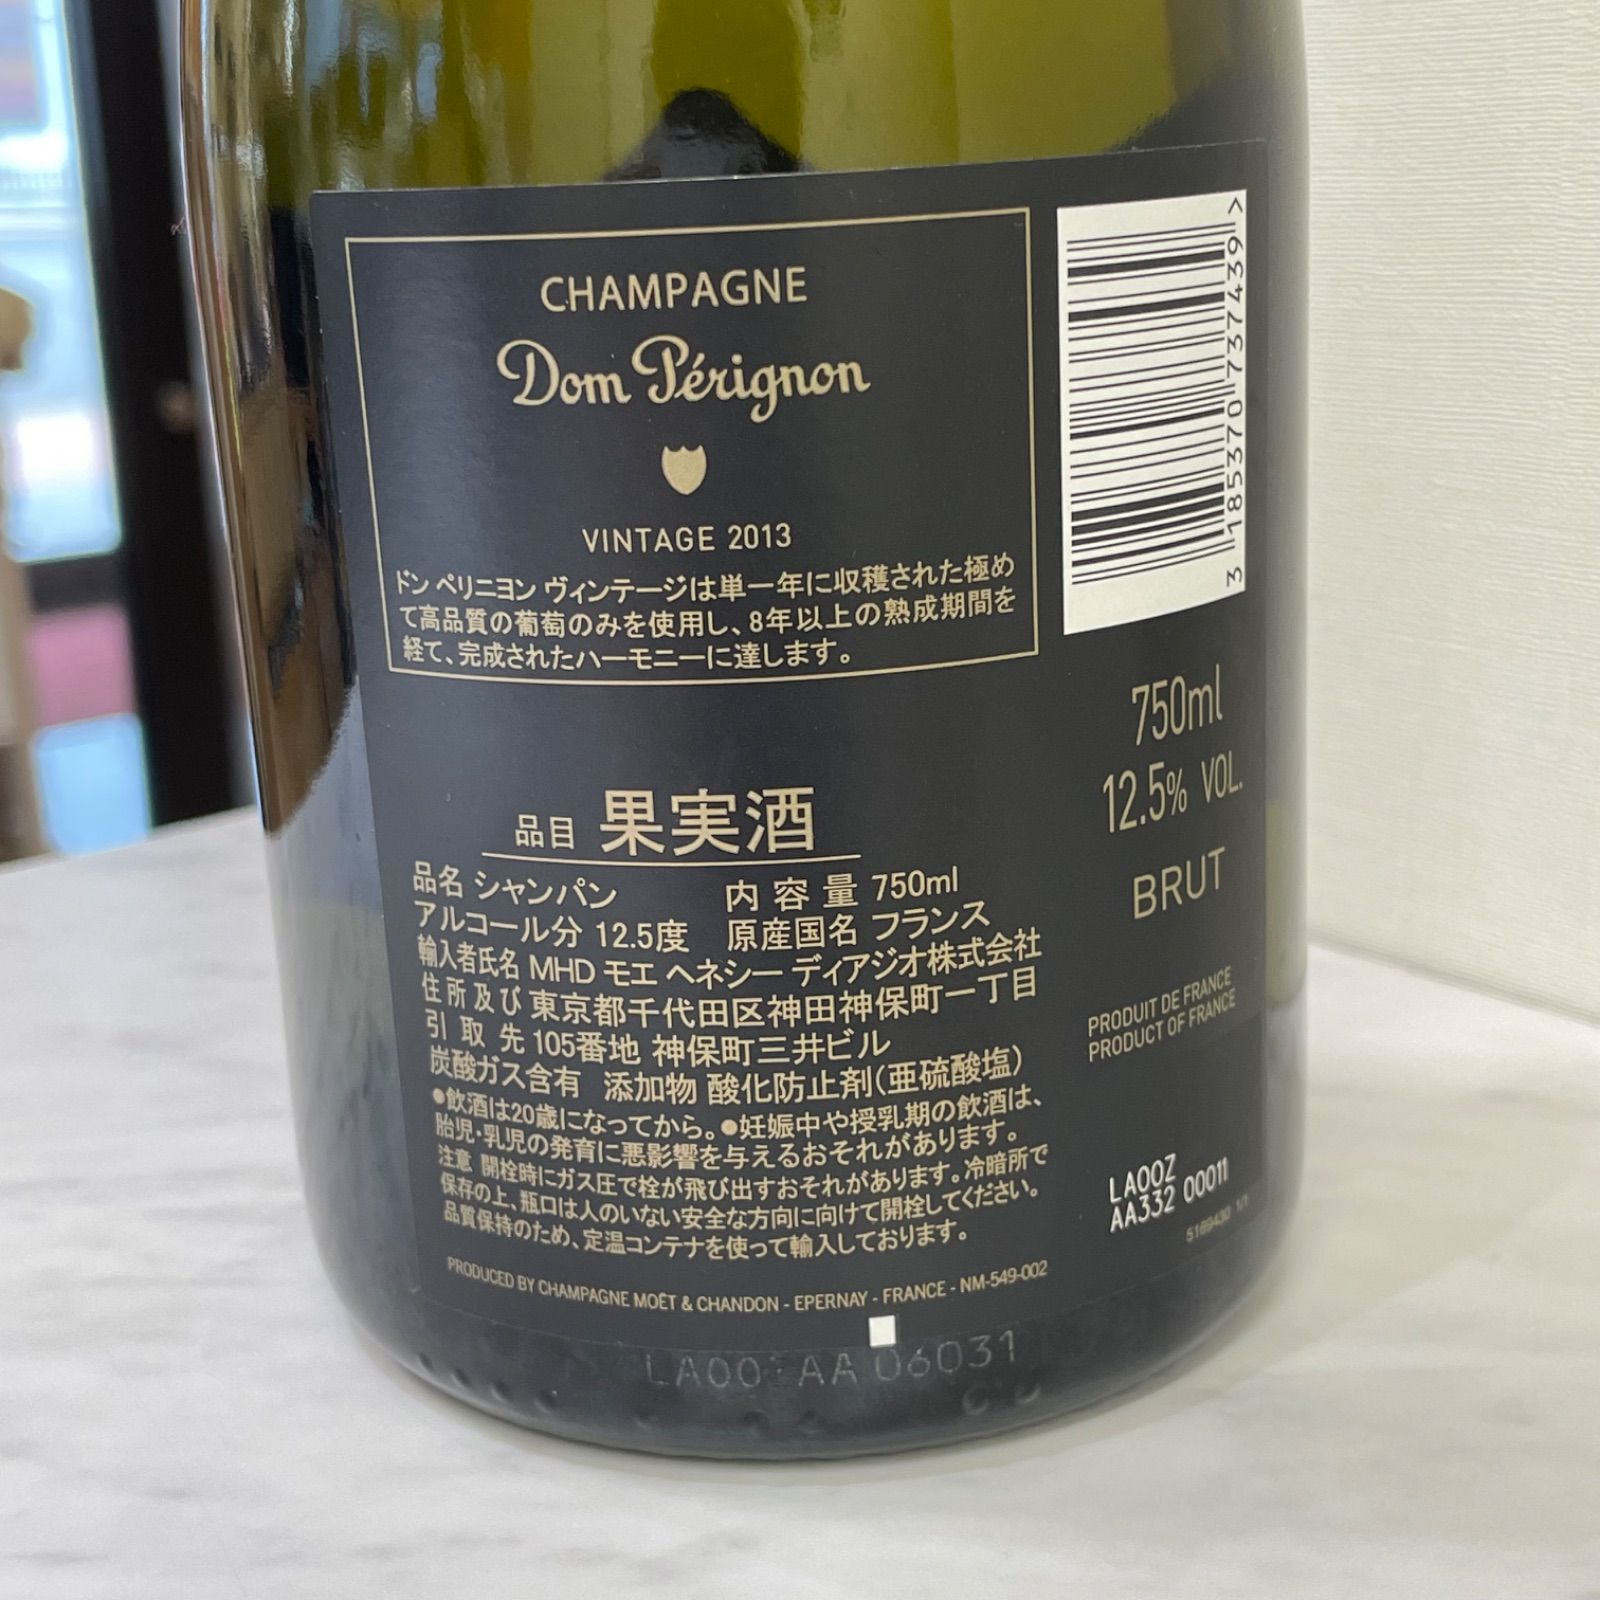 CHAMPAGNE
Dom Pérignon
VINTAGE 2013
ドン ペリニヨン ヴィンテージは単一年に収穫された極め
て高品質の葡萄のみを使用し、8年以上の熟成期間を
経て、完成されたハーモニーに達します。
3 185370 737439 >
750ml
12.5% VOL.
BRUT
品目 果実酒
品名 シャンパン 内容量 750ml
アルコール分 12.5度 原産国名 フランス
輸入者氏名 MHD モエ ヘネシー ディアジオ株式会社
住所及び 東京都千代田区神田神保町一丁目
引取先 105番地 神保町三井ビル
炭酸ガス含有 添加物 酸化防止剤(亜硫酸塩)
●飲酒は20歳になってから。●妊娠中や授乳期の飲酒は、
胎児・乳児の発育に悪影響を与えるおそれがあります。
注意 開栓時にガス圧で栓が飛び出すおそれがあります。冷暗所で
保存の上、瓶口は人のいない安全な方向に向けて開栓してください。
品質保持のため、定温コンテナを使って輸入しております。
PRODUIT DE FRANCE
PRODUCT OF FRANCE
LA00Z
AA332 00011
5169430 1/1
PRODUCED BY CHAMPAGNE MOËT & CHANDON - EPERNAY - FRANCE - NM-549-002
AA 06031